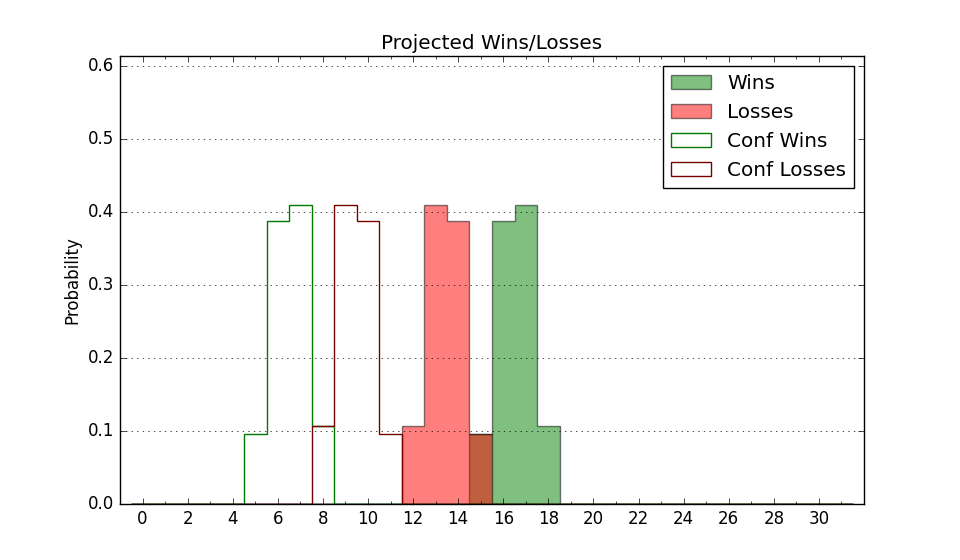 Projected Wins/Losses
0.6
0.5
0.4
0.3
0.2
0.1
0.0
Probability
Wins
Losses
Conf Wins
Conf Losses
0 2 4 6 8 10 12 14 16 18 20 22 24 26 28 30